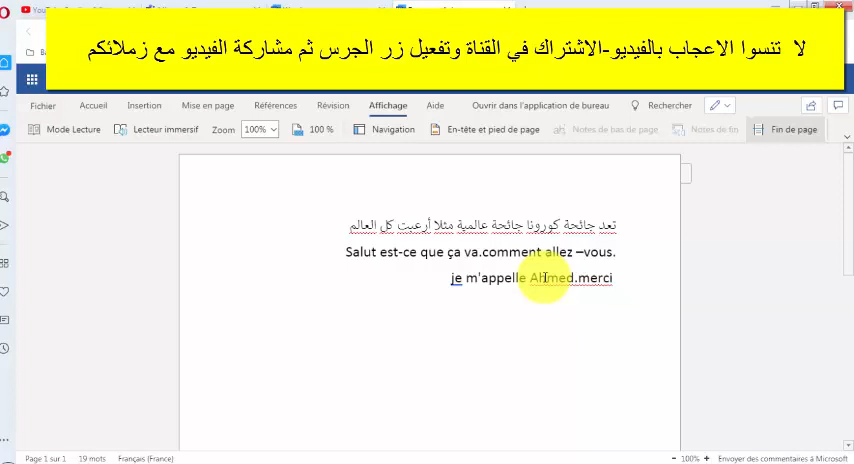 لا تنسوا الاعجاب بالفيديو-الاشتراك في القناة وتفعيل زر الجرس ثم مشاركة الفيديو مع زملائكم
Fichier Accueil Insertion Mise en page Références Révision Affichage Aide Ouvrir dans l'application de bureau Rechercher
Mode Lecture Lecteur immersif Zoom 100% 100 % Navigation En-tête et pied de page Notes de bas de page Notes de fin Fin de page
تعد جائحة كورونا جائحة عالمية مثلا أرعبت كل العالم
Salut est-ce que ça va.comment allez –vous.
je m'appelle Ahmed.merci
Page 1 sur 1 19 mots Français (France) - 100% + Envoyer des commentaires à Microsoft